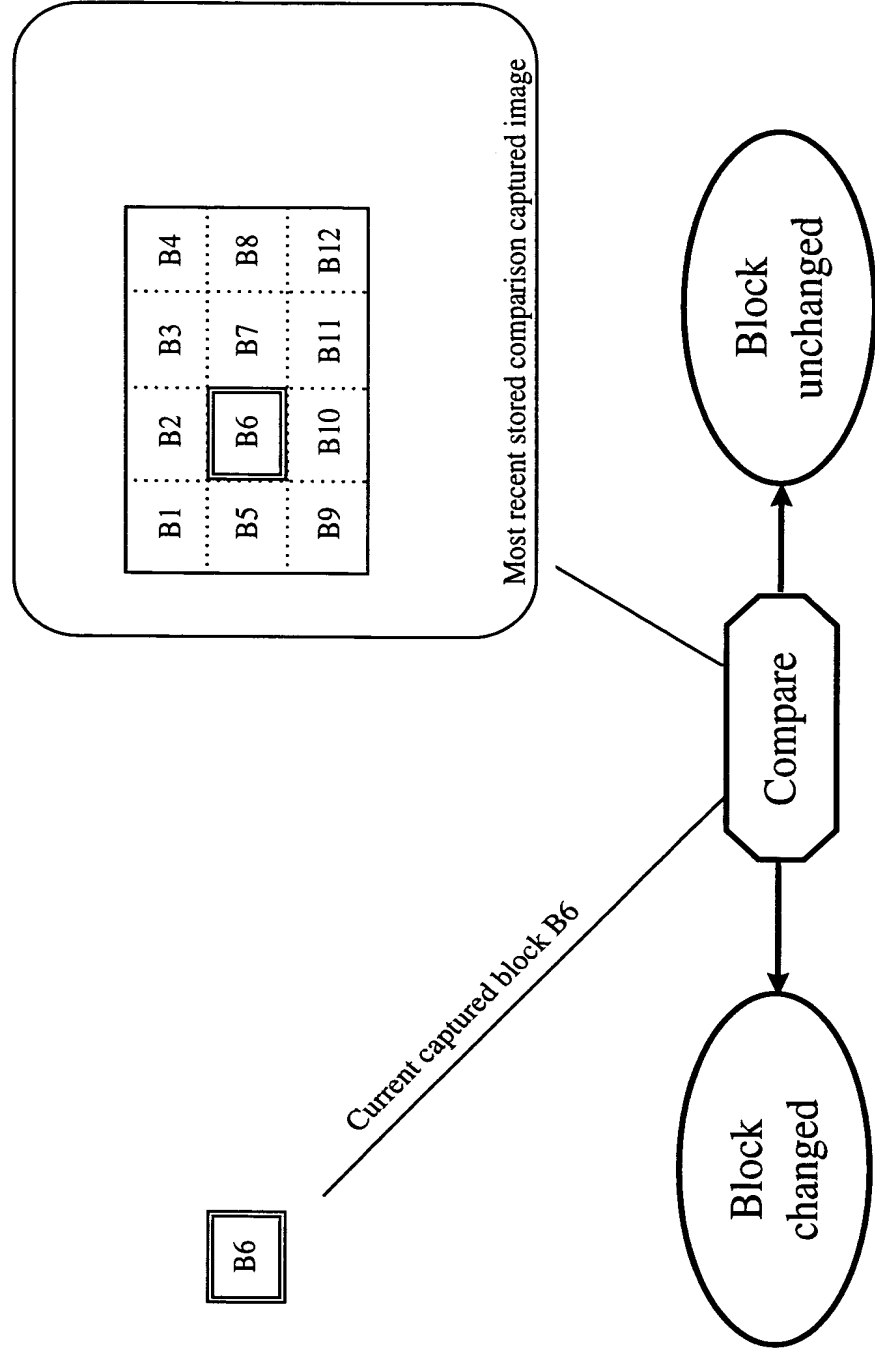 B6
Current captured block B6
B1 B2 B3 B4
B5 B6 B7 B8
B9 B10 B11 B12
Most recent stored comparison captured image
Compare
Block
changed
Block
unchanged